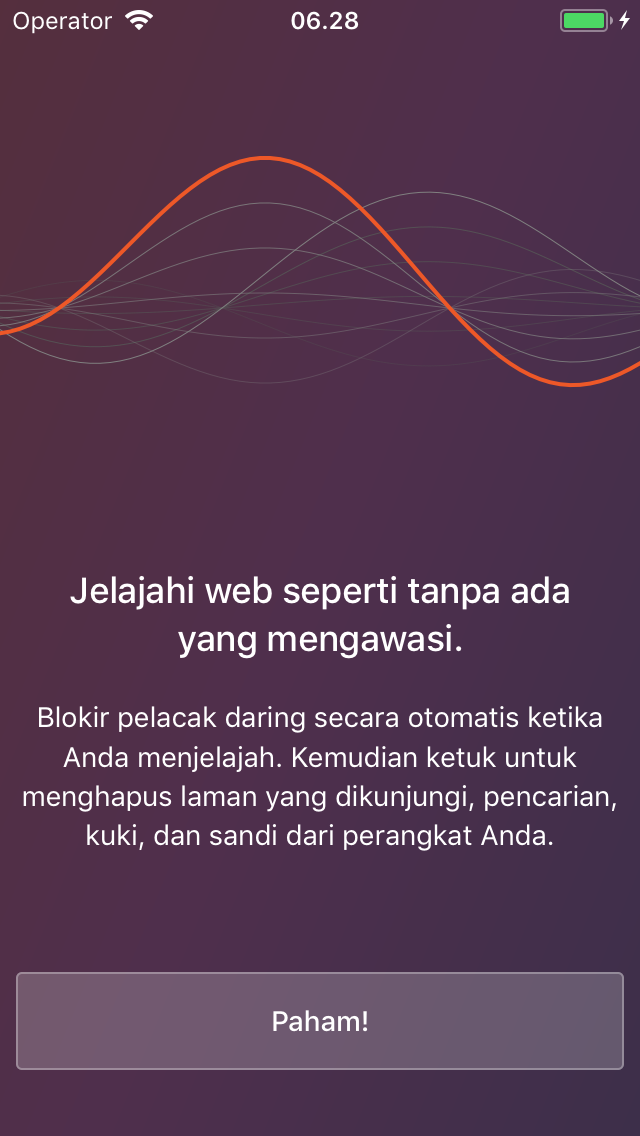 Operator 06.28
Jelajahi web seperti tanpa ada
yang mengawasi.
Blokir pelacak daring secara otomatis ketika
Anda menjelajah. Kemudian ketuk untuk
menghapus laman yang dikunjungi, pencarian,
kuki, dan sandi dari perangkat Anda.
Paham!